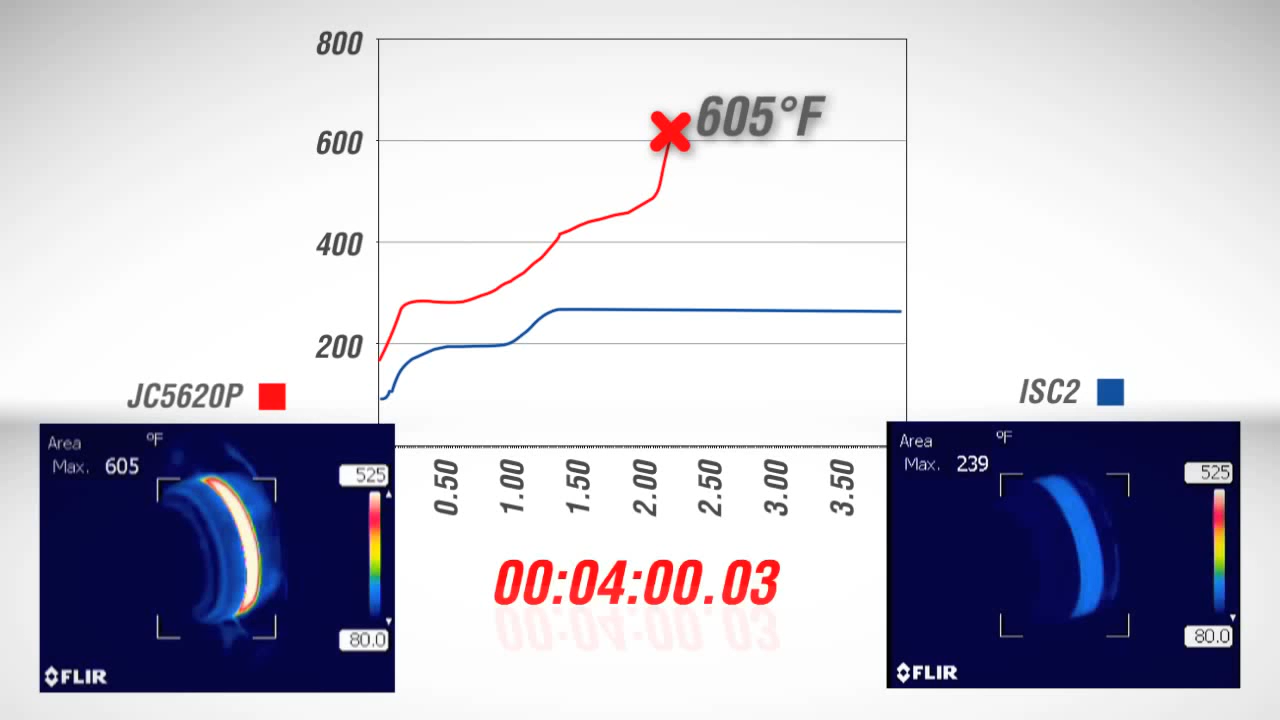 800
605°F
600
400
200
JC5620P
ISC2
Area
°F
Max. 605
525
80.0
FLIR
0.50
1.00
1.50
2.00
2.50
3.00
3.50
00:04:00.03
Area
°F
Max. 239
525
80.0
FLIR